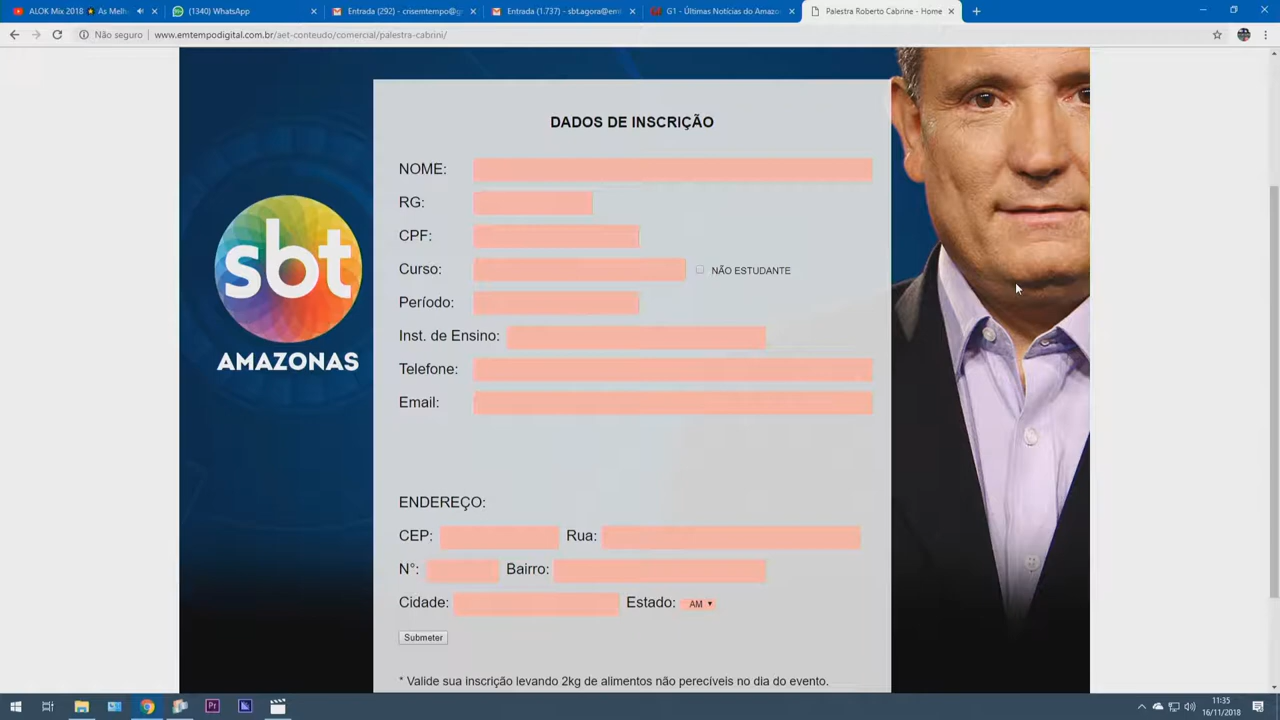 ALOK Mix 2018 ★ As Melh
(1340) WhatsApp
Entrada (292) - crisemtempo@g
Entrada (1.737) - sbt.agora@em
G1 - Últimas Notícias do Amazo
Palestra Roberto Cabrine - Home
Não seguro
www.emtempodigital.com.br/aet-conteudo/comercial/palestra-cabrini/
DADOS DE INSCRIÇÃO
NOME:
RG:
CPF:
Curso:
NÃO ESTUDANTE
Período:
Inst. de Ensino:
Telefone:
Email:
sbt
AMAZONAS
ENDEREÇO:
CEP:
Rua:
N°:
Bairro:
Cidade:
Estado:
AM
Submeter
* Valide sua inscrição levando 2kg de alimentos não perecíveis no dia do evento.
Pr
11:35
16/11/2018